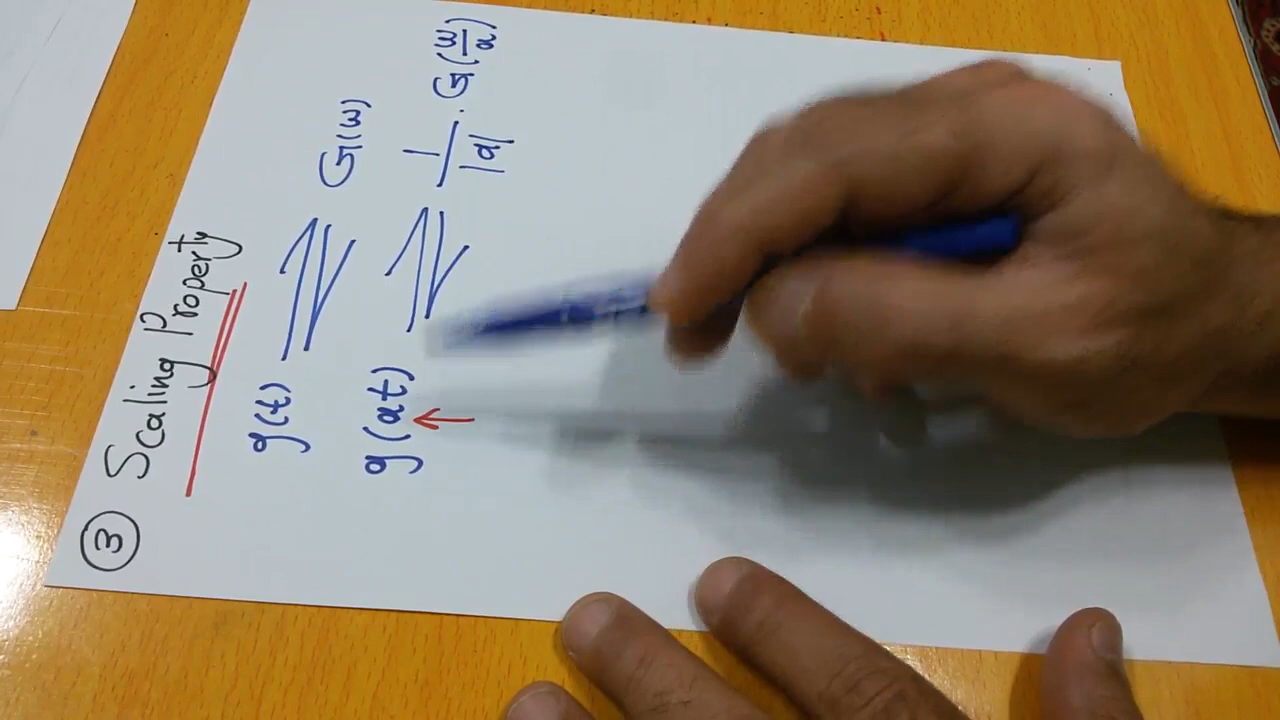 ③ Scaling Property
g(t) ⇌ G(ω)
g(at) ⇌ 1/|a| · G(ω/a)